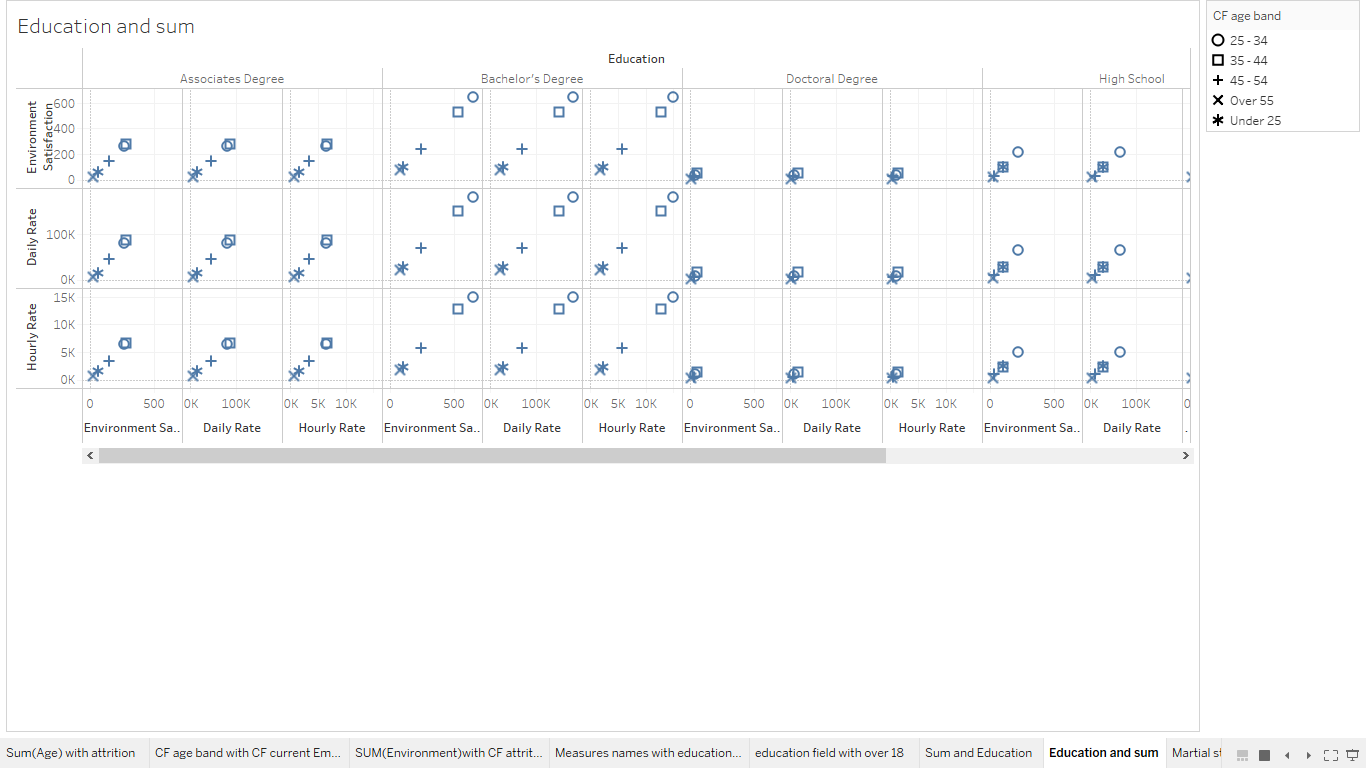 Education and sum
CF age band
25 - 34
35 - 44
45 - 54
Over 55
Under 25
Education
Associates Degree Bachelor's Degree Doctoral Degree High School
Environment
Satisfaction
600
400
200
0
Daily Rate
100K
0K
Hourly Rate
15K
10K
5K
0K
0 500 0K 100K 0K 5K 10K 0 500 0K 100K 0K 5K 10K 0 500 0K 100K 0K 5K 10K 0 500 0K 100K 0
Environment Sa.. Daily Rate Hourly Rate Environment Sa.. Daily Rate Hourly Rate Environment Sa.. Daily Rate Hourly Rate Environment Sa.. Daily Rate .
Sum(Age) with attrition CF age band with CF current Em... SUM(Environment)with CF attrit... Measures names with education... education field with over 18 Sum and Education Education and sum Martial st